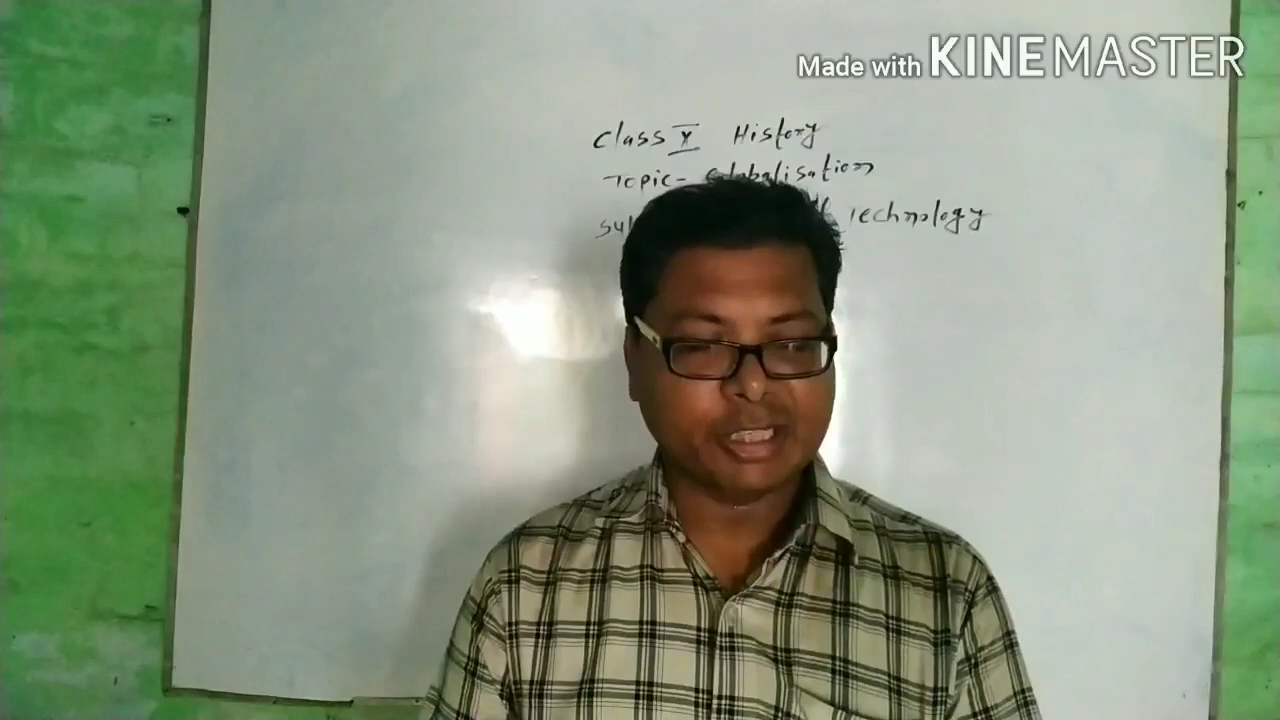 Made with KINEMASTER
Class X History
Topic- Globalisation
Technology